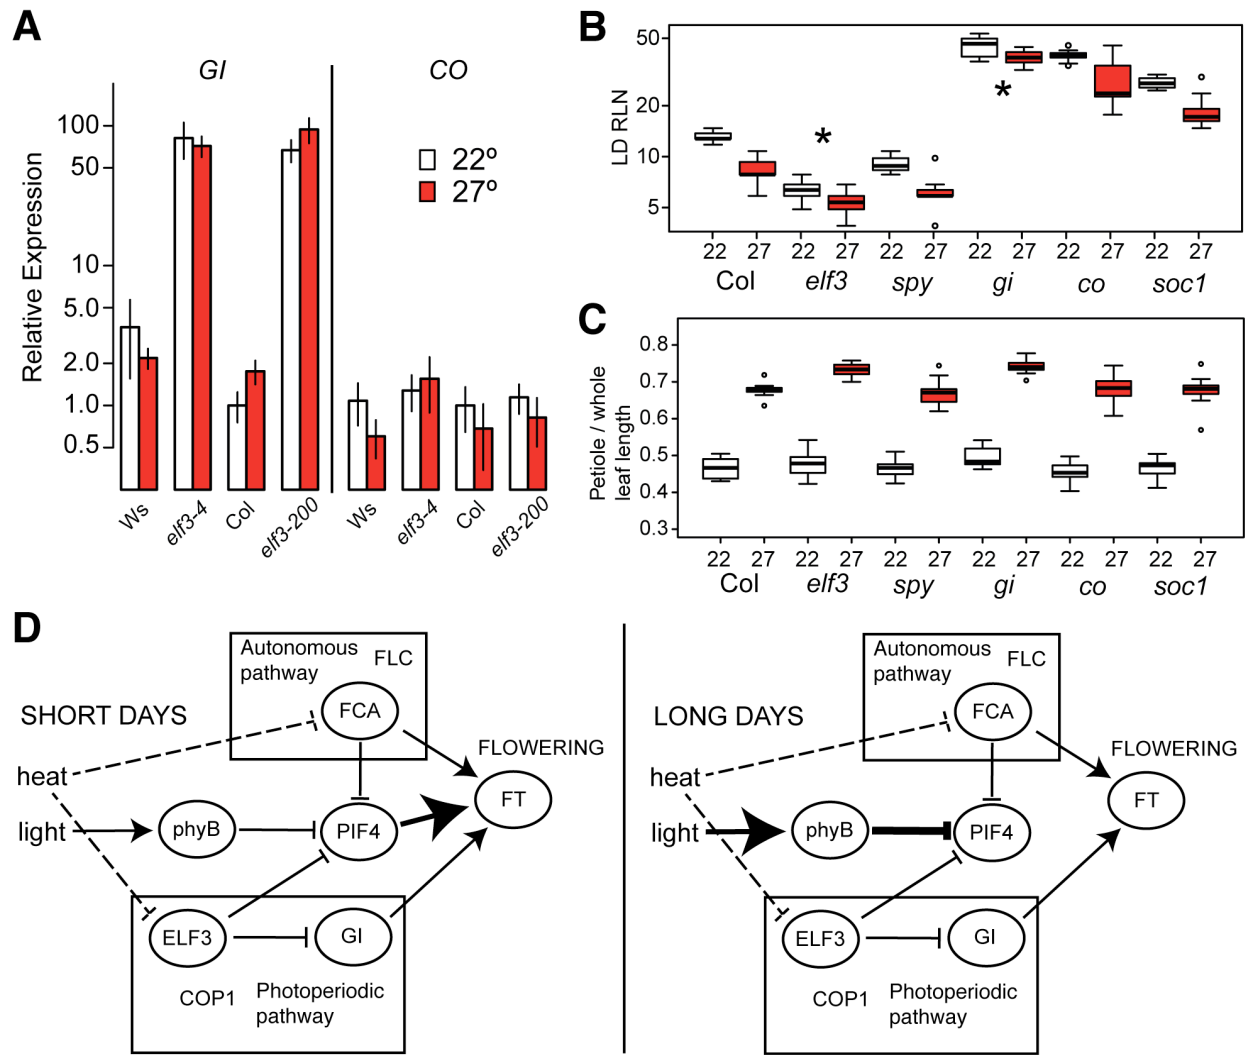 A
GI
CO
Relative Expression
100
50
10
5.0
2.0
1.0
0.5
22º
27º
Ws
elf3-4
Col
elf3-200
Ws
elf3-4
Col
elf3-200
B
LD RLN
50
20
10
5
*
*
22 27 22 27 22 27 22 27 22 27 22 27
Col elf3 spy gi co soc1
C
Petiole / whole
leaf length
0.8
0.7
0.6
0.5
0.4
0.3
22 27 22 27 22 27 22 27 22 27 22 27
Col elf3 spy gi co soc1
D
SHORT DAYS
Autonomous
pathway
FLC
FCA
FLOWERING
heat
FT
light
phyB
PIF4
ELF3
GI
COP1
Photoperiodic
pathway
LONG DAYS
Autonomous
pathway
FLC
FCA
FLOWERING
heat
FT
light
phyB
PIF4
ELF3
GI
COP1
Photoperiodic
pathway